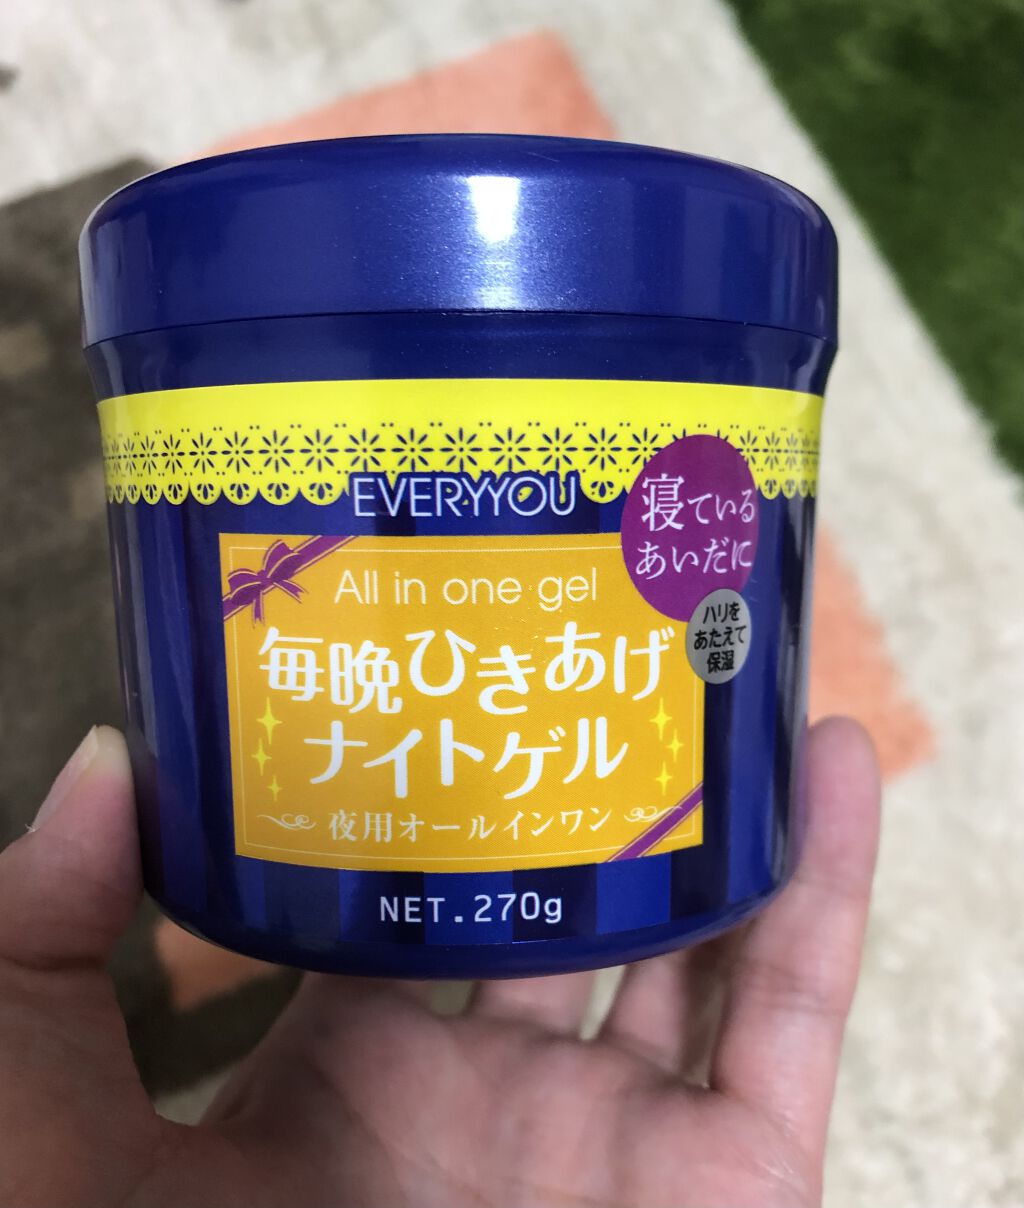 EVERYYOU
寝ている
あいだに
ハリを
あたえて
保湿
All in one gel
毎晩ひきあげ
ナイトゲル
夜用オールインワン
NET.270g